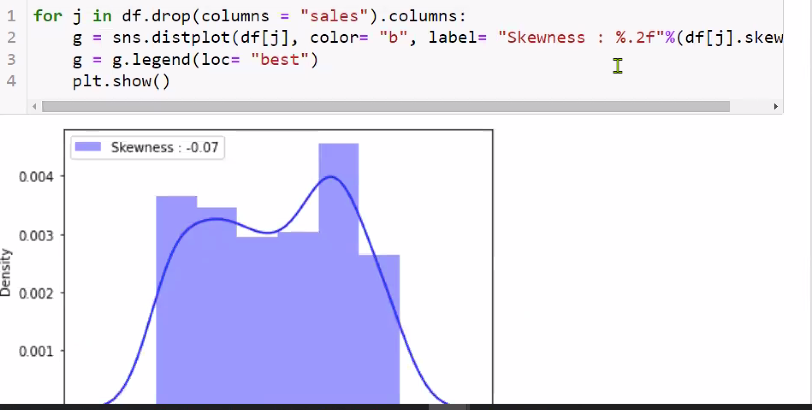 1 for j in df.drop(columns = "sales").columns:
2 g = sns.distplot(df[j], color= "b", label= "Skewness : %.2f"%(df[j].skew
3 g = g.legend(loc= "best")
4 plt.show()
Skewness : -0.07
0.004
0.003
Density
0.002
0.001